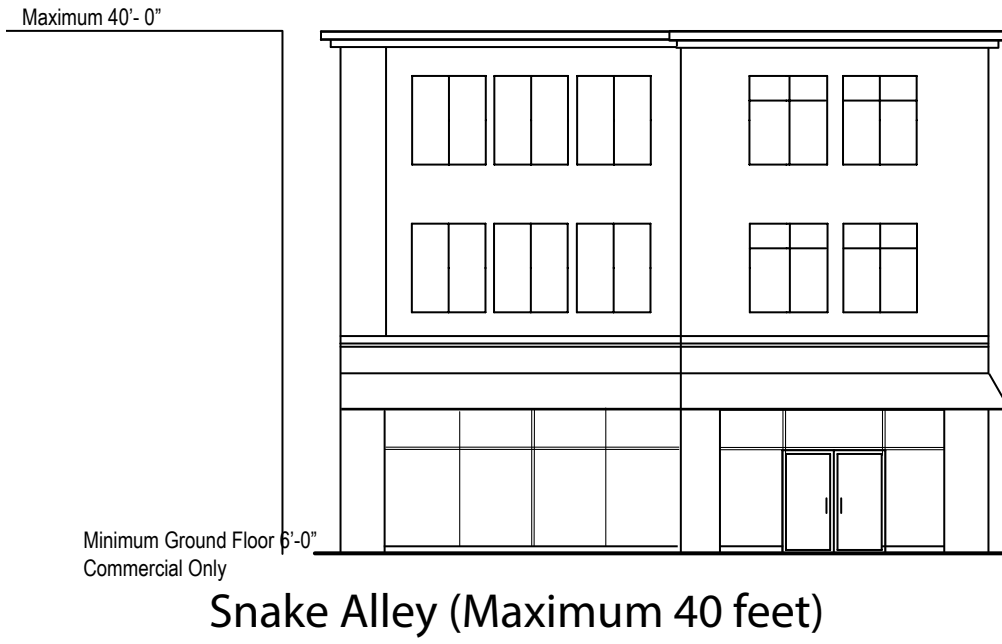 Maximum 40'- 0”
Minimum Ground Floor 6'-0”
Commercial Only
Snake Alley (Maximum 40 feet)